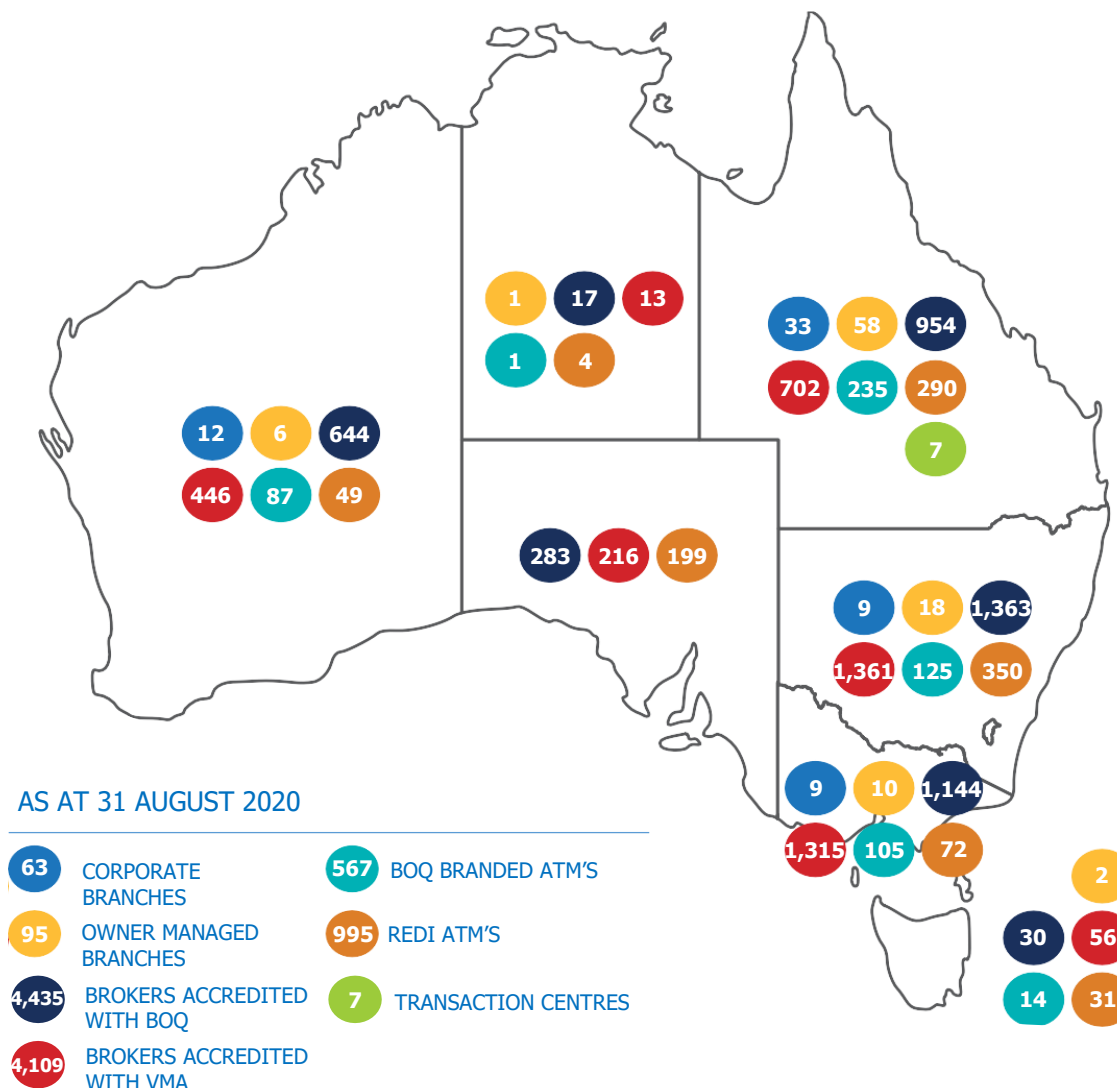 1 17 13
1 4
33 58 954
702 235 290
7
12 6 644
446 87 49
283 216 199
9 18 1,363
1,361 125 350
9 10 1,144
1,315 105 72
2
30 56
14 31
AS AT 31 AUGUST 2020
63 CORPORATE
BRANCHES
567 BOQ BRANDED ATM'S
95 OWNER MANAGED
BRANCHES
995 REDI ATM'S
4,435 BROKERS ACCREDITED
WITH BOQ
7 TRANSACTION CENTRES
4,109 BROKERS ACCREDITED
WITH VMA